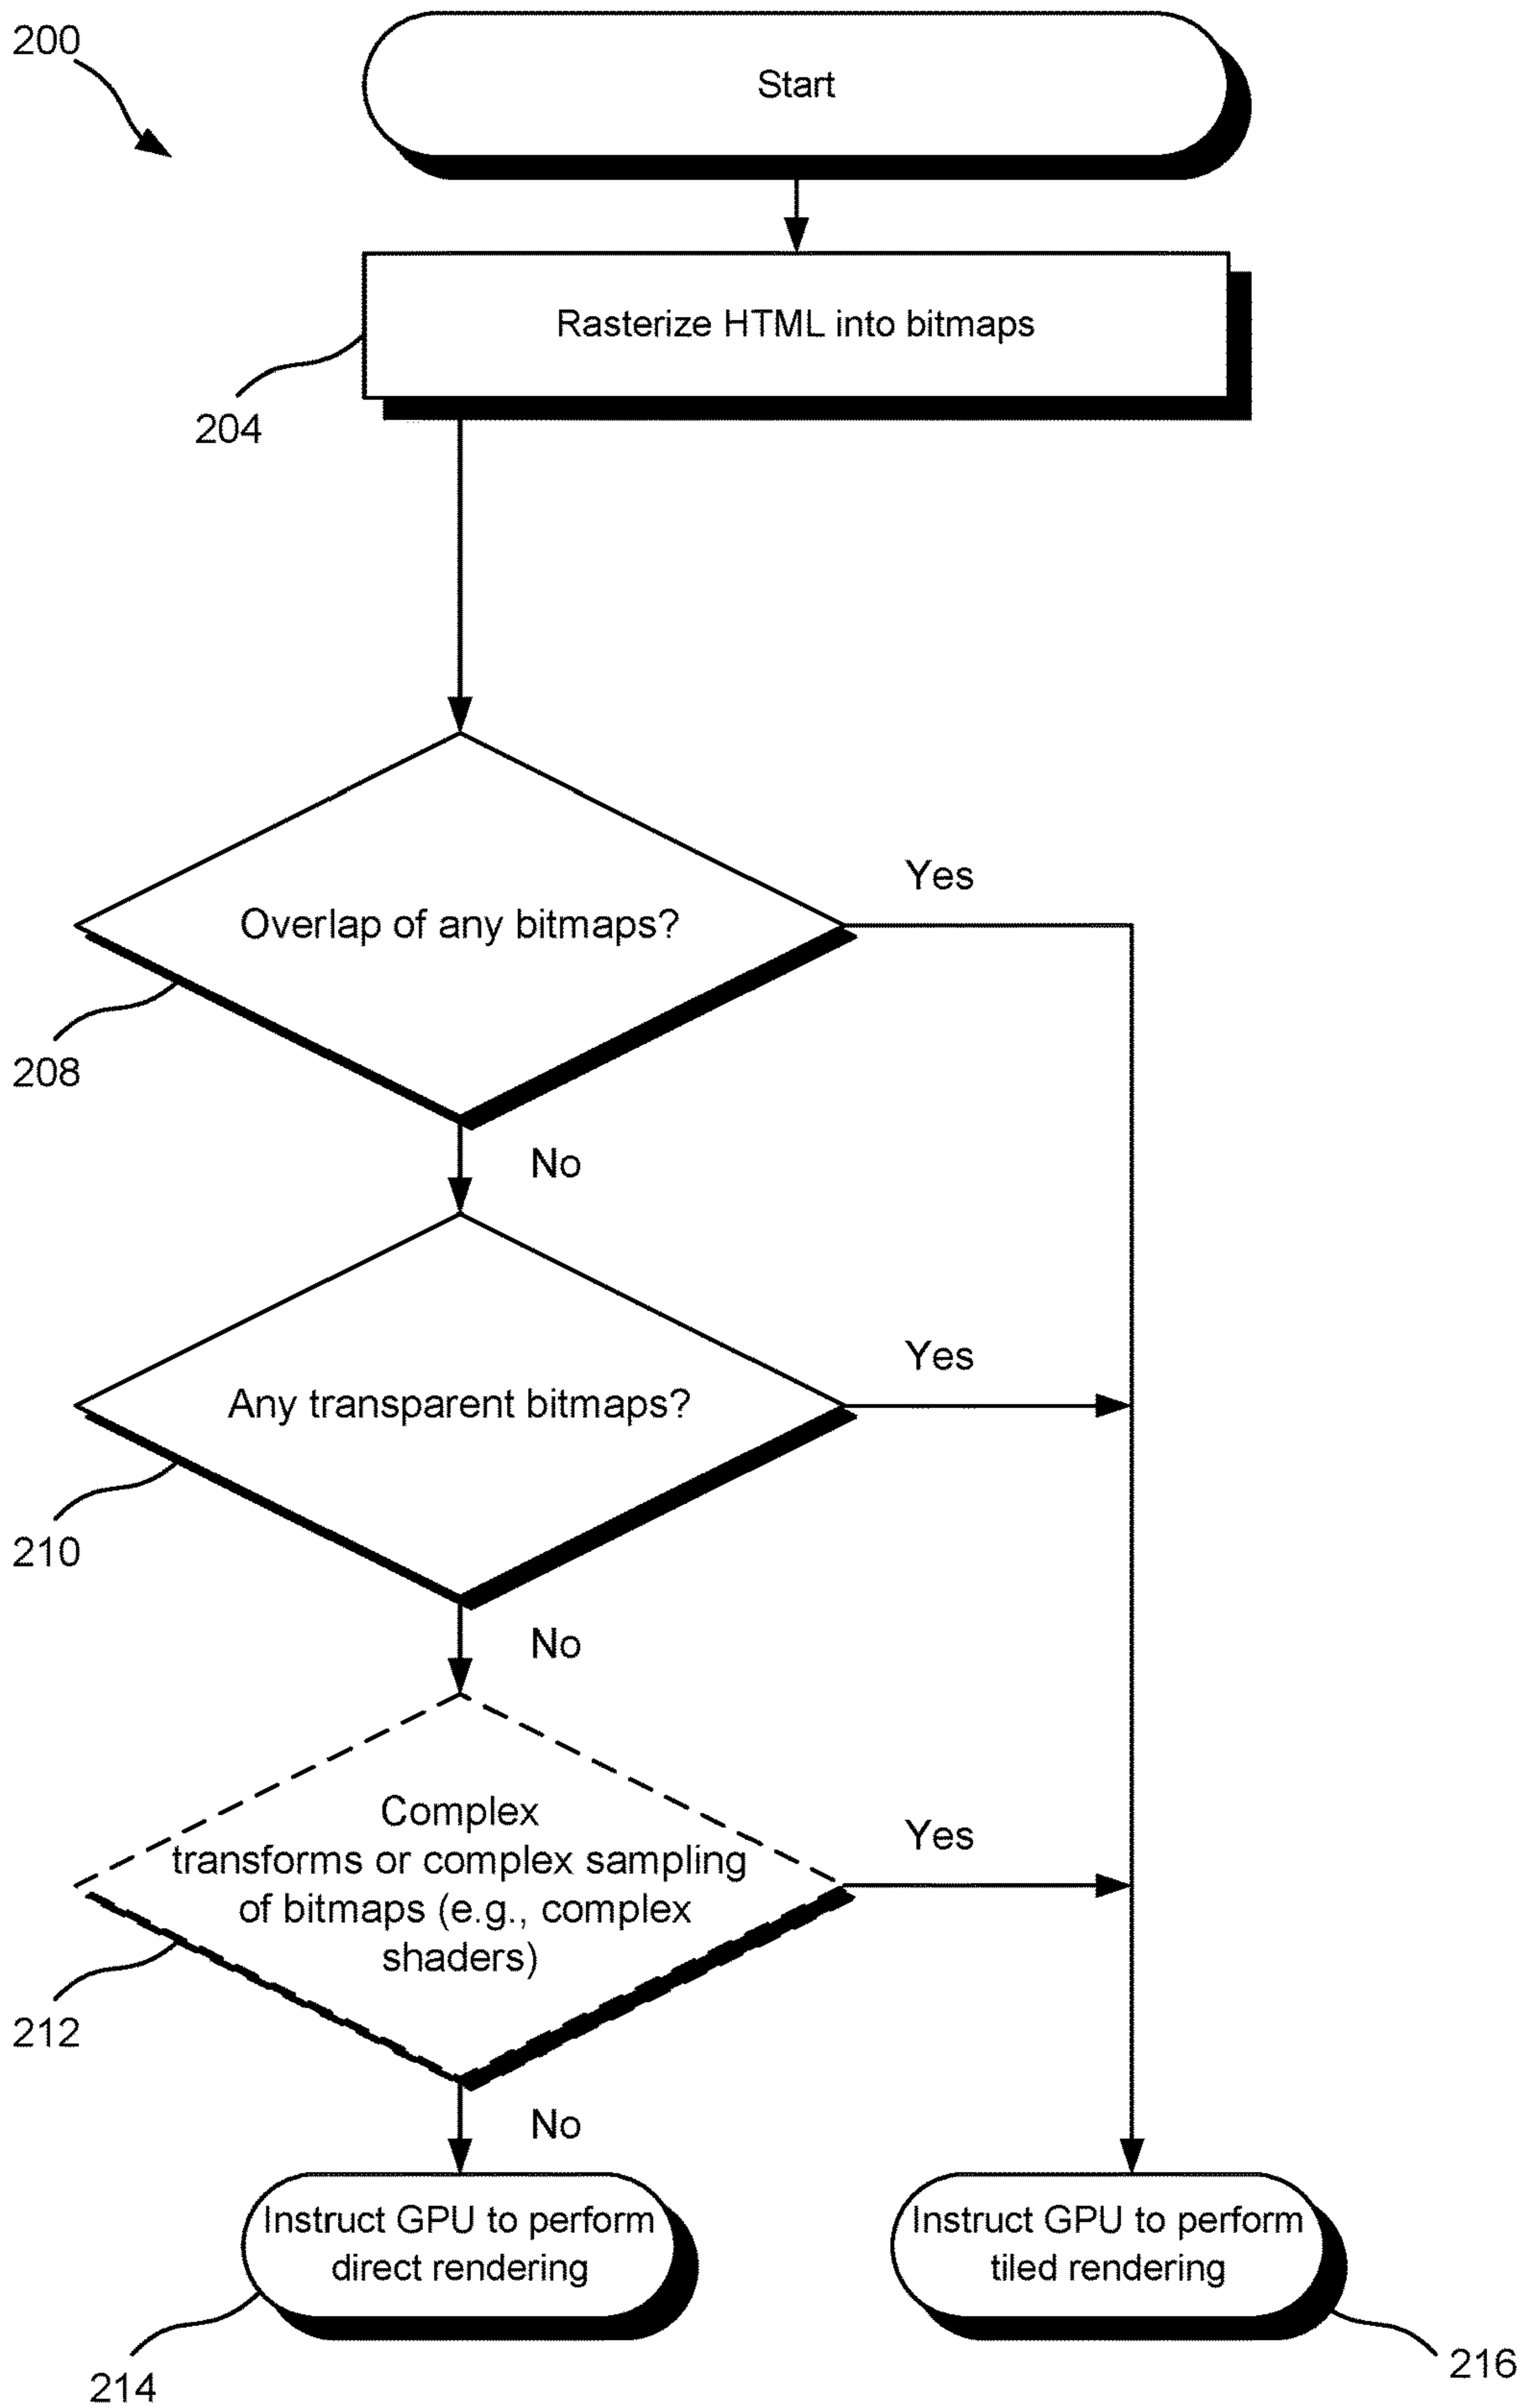 200
Start
Rasterize HTML into bitmaps
204
Yes
Overlap of any bitmaps?
208
No
Yes
Any transparent bitmaps?
210
No
Complex
Yes
transforms or complex sampling
of bitmaps (e.g., complex
shaders)
212
No
Instruct GPU to perform
direct rendering
Instruct GPU to perform
tiled rendering
214
216